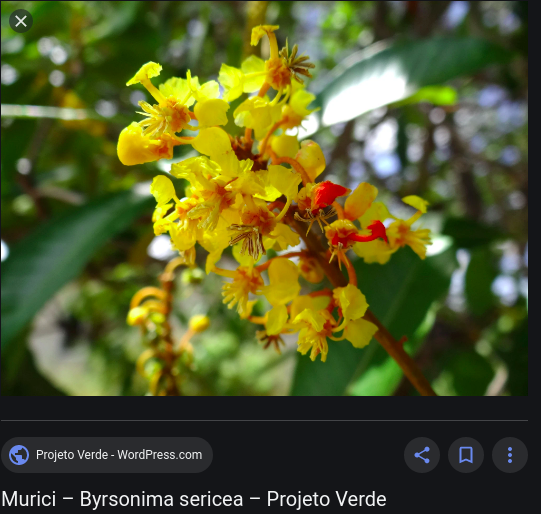 Projeto Verde - WordPress.com
Murici – Byrsonima sericea – Projeto Verde